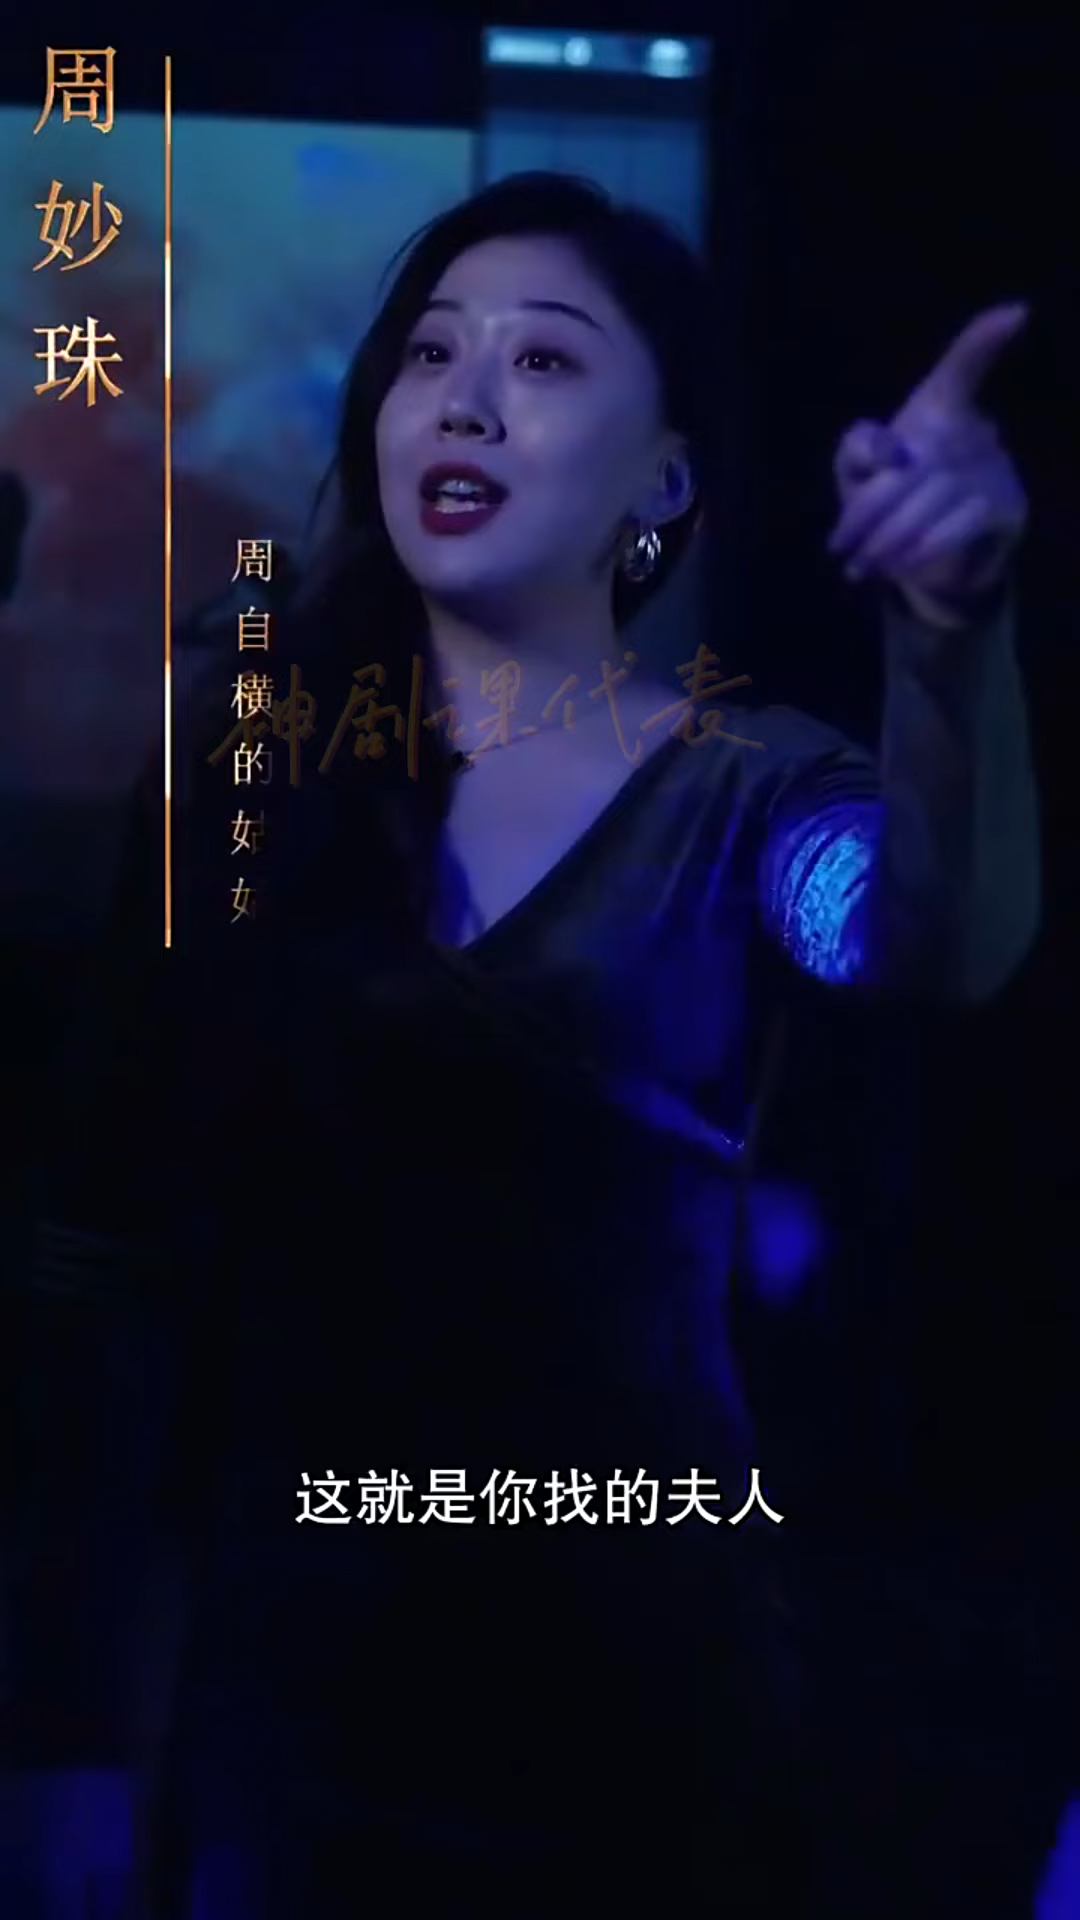 周妙珠
周自横的姑姑
神剧课代表
这就是你找的夫人